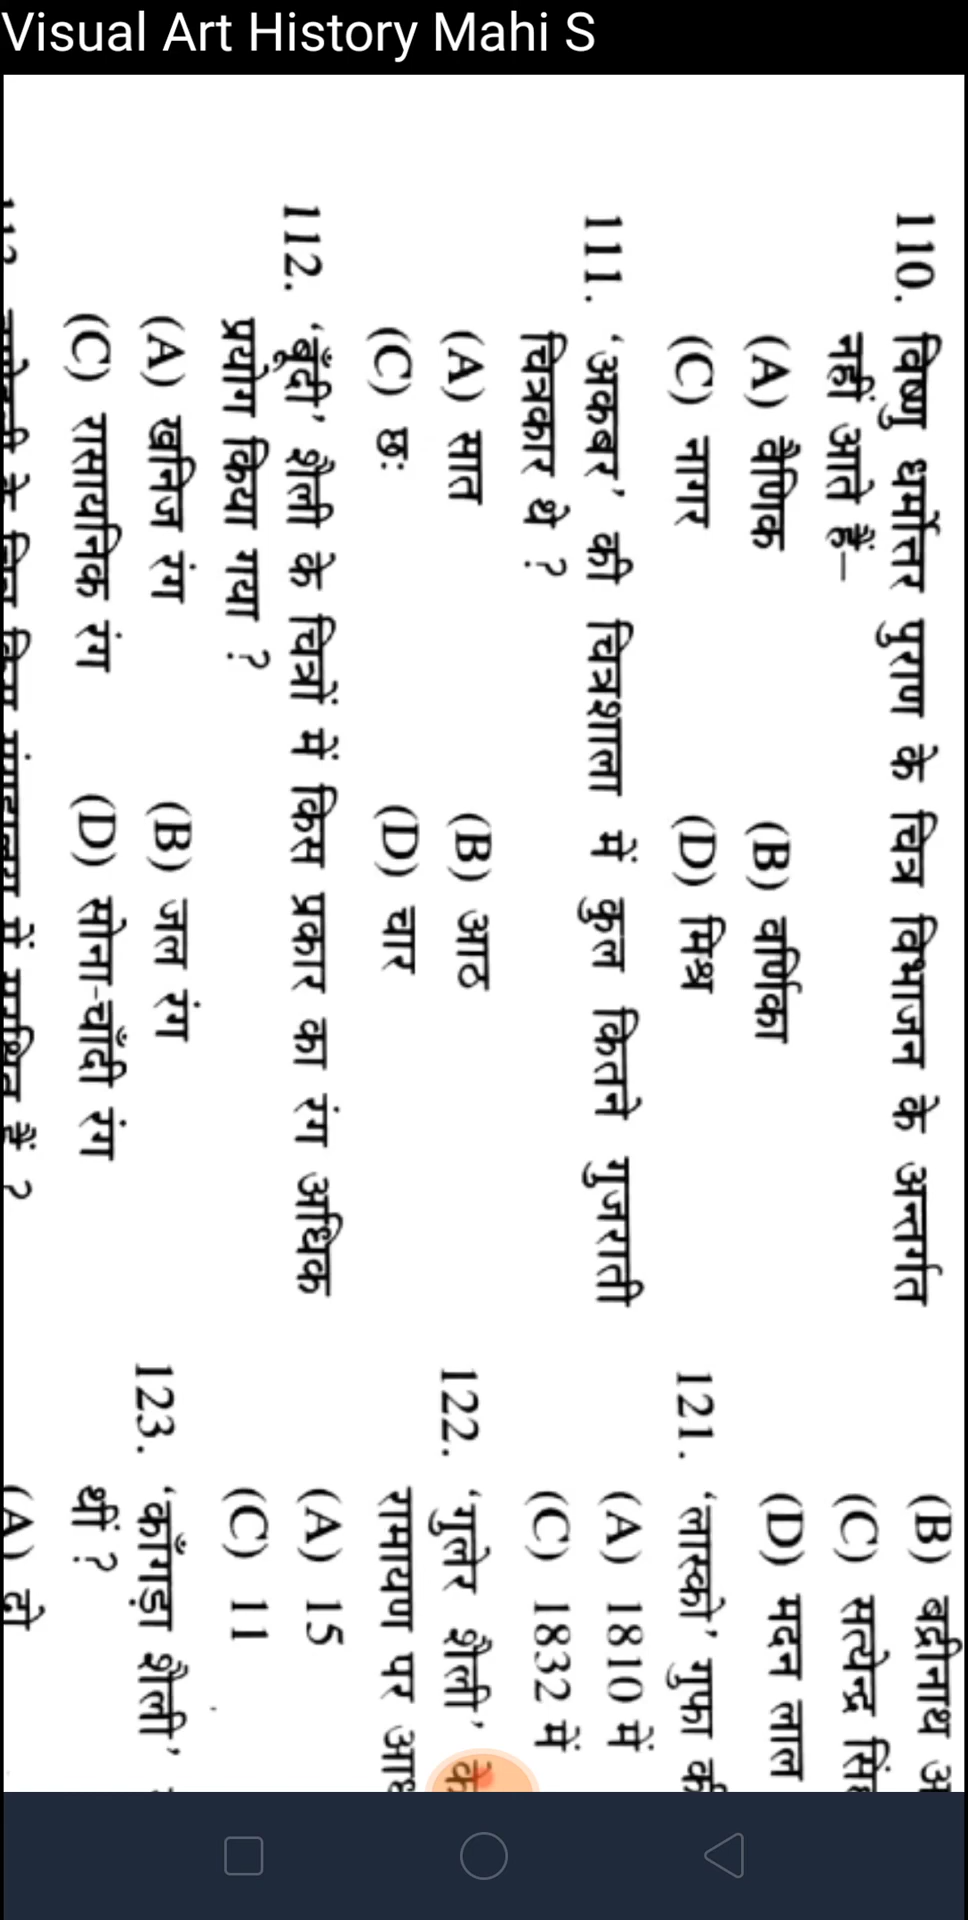 Visual Art History Mahi S
110. विष्णु धर्मोत्तर पुराण के चित्र विभाजन के अन्तर्गत
नहीं आते हैं–
(A) वैणिक (B) वर्णिका
(C) नागर (D) मिश्र
111. ‘अकबर’ की चित्रशाला में कुल कितने गुजराती
चित्रकार थे ?
(A) सात (B) आठ
(C) छः (D) चार
112. ‘बुँदी’ शैली के चित्रों में किस प्रकार का रंग अधिक
प्रयोग किया गया ?
(A) खनिज रंग (B) जल रंग
(C) रासायनिक रंग (D) सोना-चाँदी रंग
(B) बद्रीनाथ
(C) सत्येन्द्र
(D) मदन लाल
121. ‘लास्को’ गुफा
(A) 1810 में
(C) 1832 में
122. ‘गुलेर शैली’ के
रामायण पर
(A) 15
(C) 11
123. ‘काँगड़ा शैली’
थीं ?
(A) दो